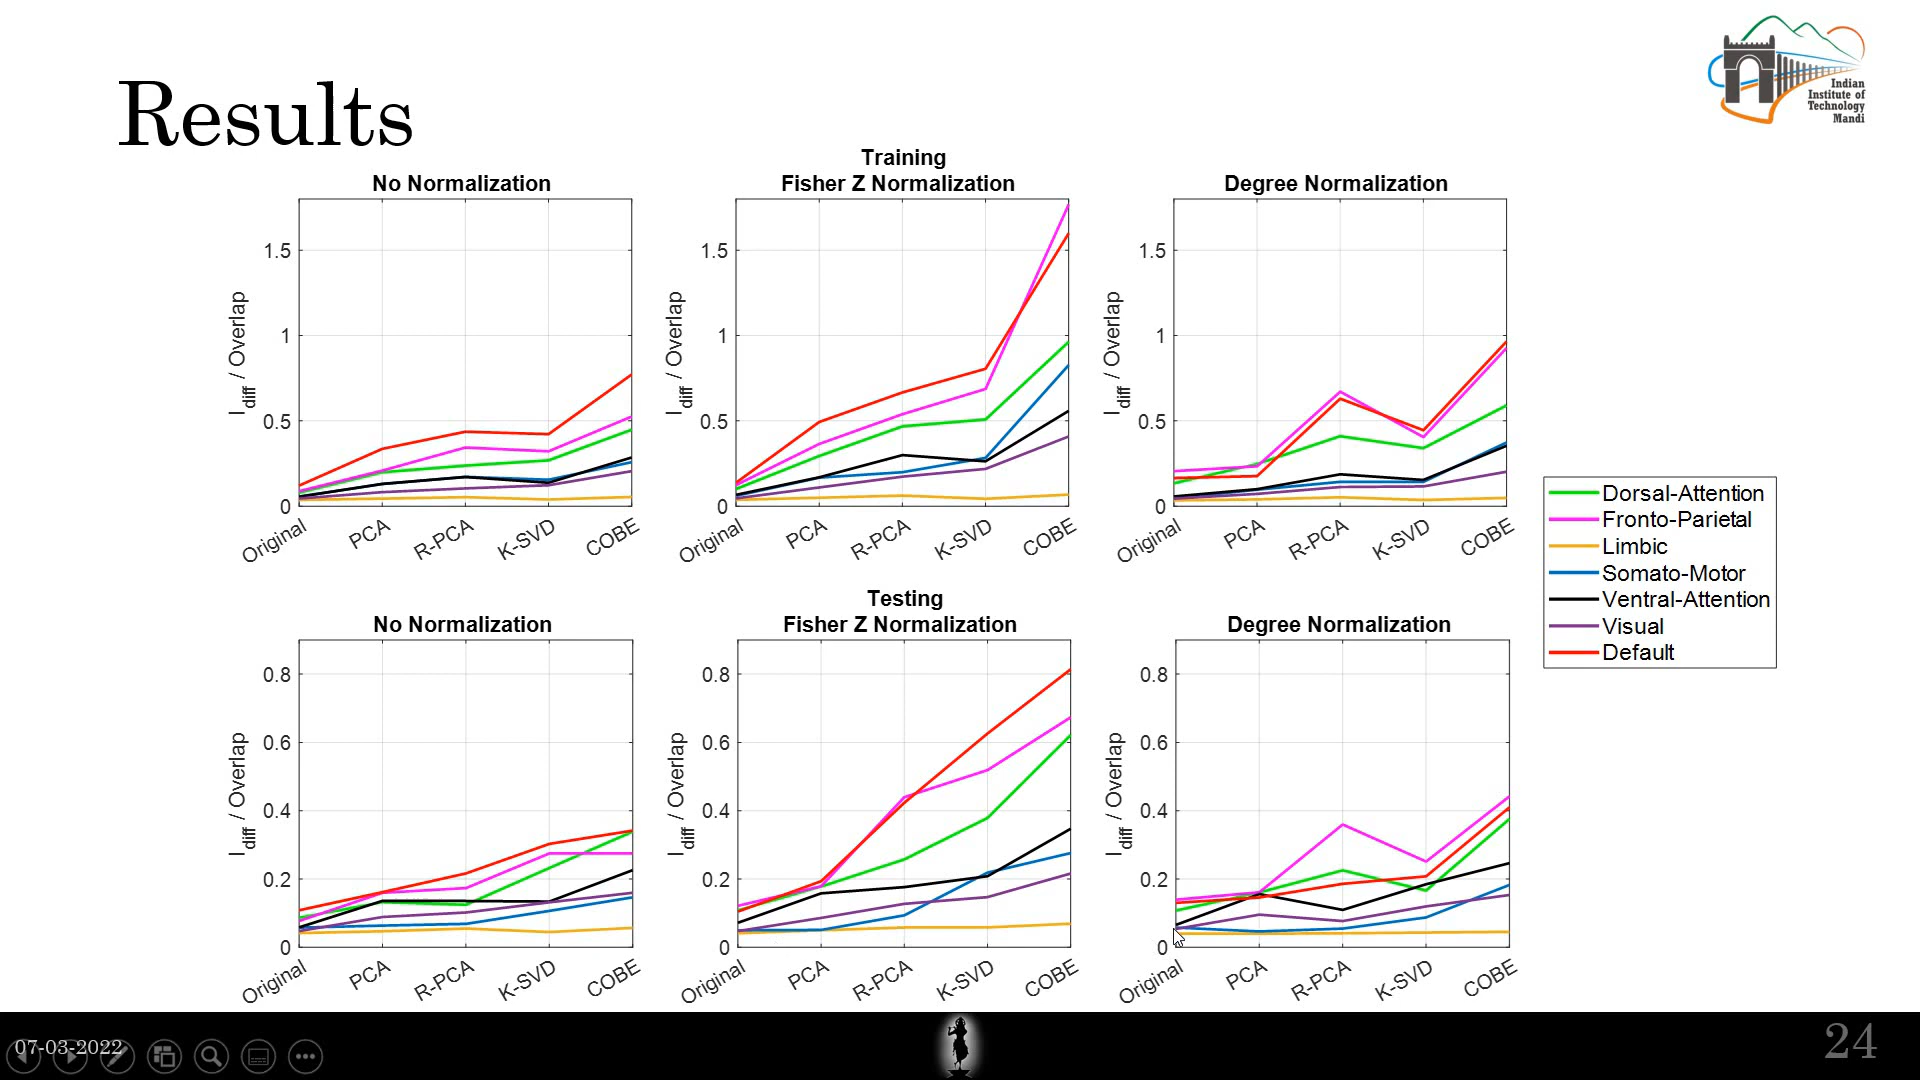 Indian
Institute of
Technology
Mandi
Results
Training
No Normalization
Fisher Z Normalization
Degree Normalization
I diff / Overlap
1.5
1
0.5
0
Original
PCA
R-PCA
K-SVD
COBE
I diff / Overlap
1.5
1
0.5
0
Original
PCA
R-PCA
K-SVD
COBE
I diff / Overlap
1.5
1
0.5
0
Original
PCA
R-PCA
K-SVD
COBE
Dorsal-Attention
Fronto-Parietal
Limbic
Somato-Motor
Ventral-Attention
Visual
Default
Testing
No Normalization
Fisher Z Normalization
Degree Normalization
I diff / Overlap
0.8
0.6
0.4
0.2
0
Original
PCA
R-PCA
K-SVD
COBE
I diff / Overlap
0.8
0.6
0.4
0.2
0
Original
PCA
R-PCA
K-SVD
COBE
I diff / Overlap
0.8
0.6
0.4
0.2
0
Original
PCA
R-PCA
K-SVD
COBE
07-03-2022
24